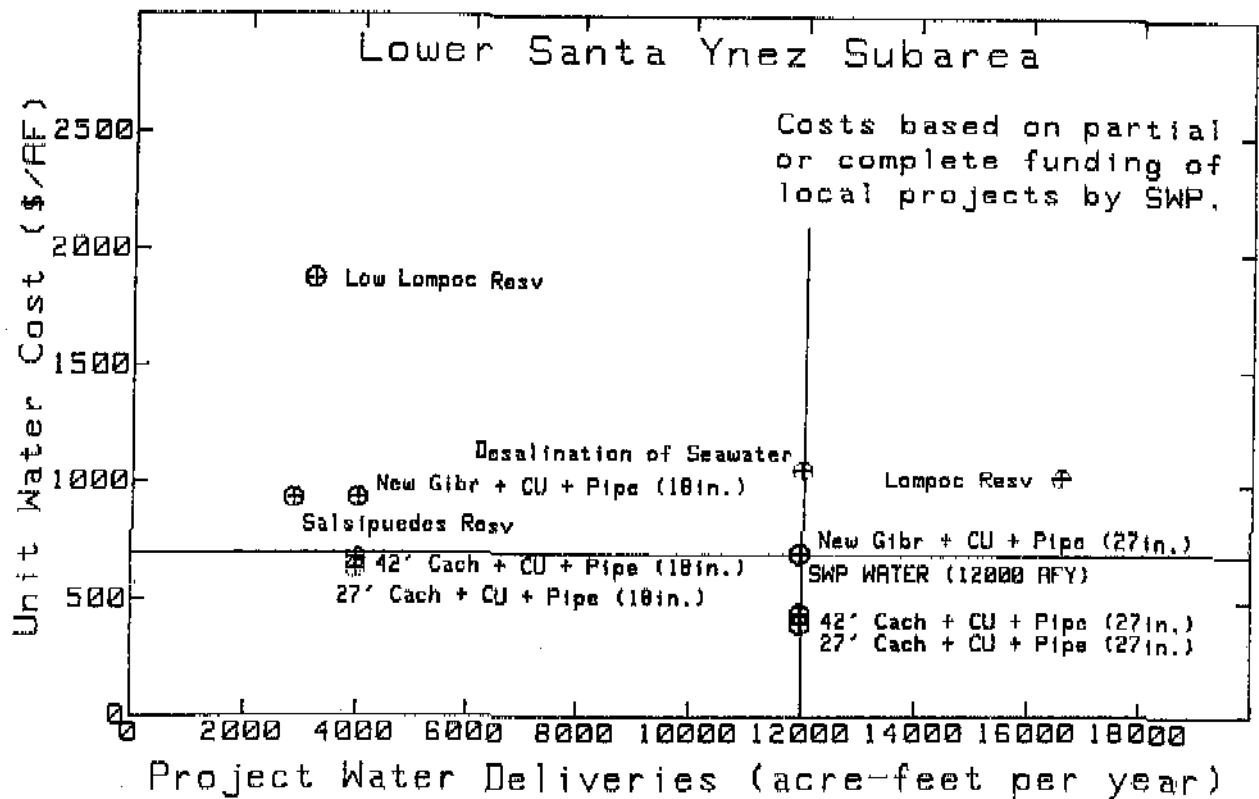 Lower Santa Ynez Subarea
Costs based on partial
or complete funding of
local projects by SWP.
Unit Water Cost ($/AF)
2500
2000
1500
1000
500
0
Low Lompoc Resv
Desalination of Seawater
Lompoc Resv
New Gibr + CU + Pipe (18in.)
Salsipuedes Resv
New Gibr + CU + Pipe (27in.)
42' Cach + CU + Pipe (18in.)
SWP WATER (12000 AFY)
27' Cach + CU + Pipe (18in.)
42' Cach + CU + Pipe (27in.)
27' Cach + CU + Pipe (27in.)
0 2000 4000 6000 8000 10000 12000 14000 16000 18000
Project Water Deliveries (acre-feet per year)